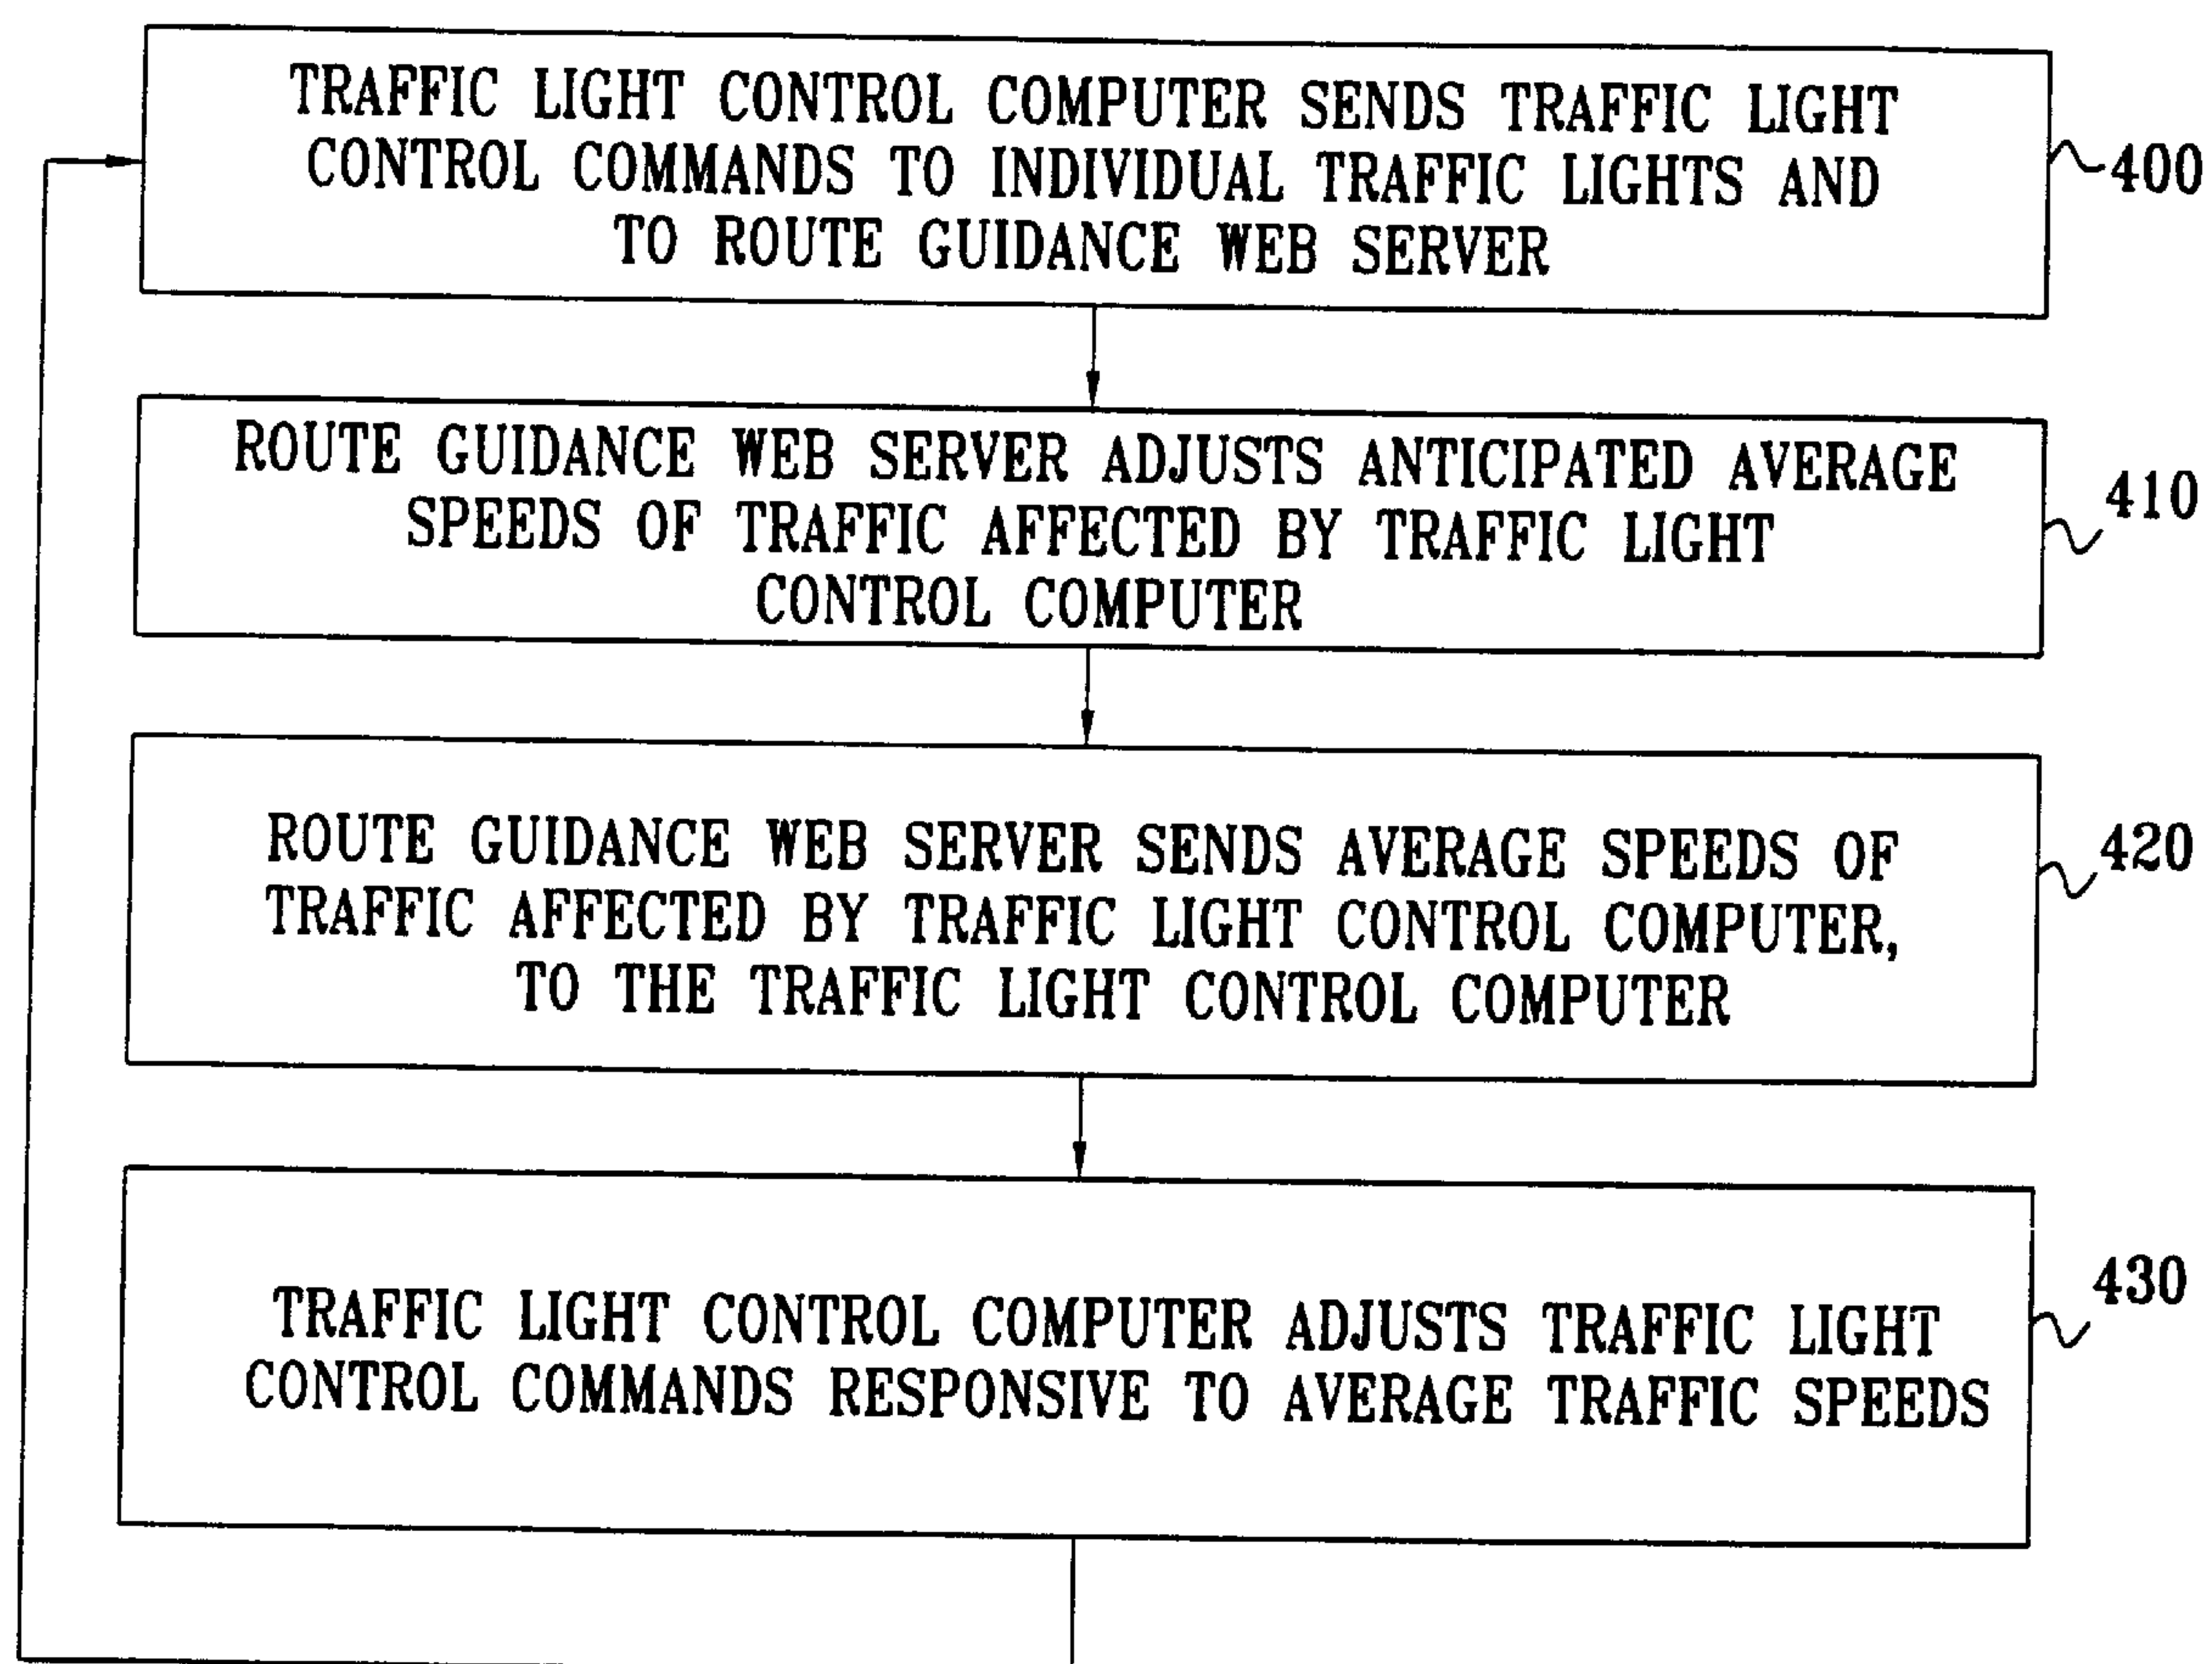 TRAFFIC LIGHT CONTROL COMPUTER SENDS TRAFFIC LIGHT
CONTROL COMMANDS TO INDIVIDUAL TRAFFIC LIGHTS AND
TO ROUTE GUIDANCE WEB SERVER
400
ROUTE GUIDANCE WEB SERVER ADJUSTS ANTICIPATED AVERAGE
SPEEDS OF TRAFFIC AFFECTED BY TRAFFIC LIGHT
CONTROL COMPUTER
410
ROUTE GUIDANCE WEB SERVER SENDS AVERAGE SPEEDS OF
TRAFFIC AFFECTED BY TRAFFIC LIGHT CONTROL COMPUTER,
TO THE TRAFFIC LIGHT CONTROL COMPUTER
420
TRAFFIC LIGHT CONTROL COMPUTER ADJUSTS TRAFFIC LIGHT
CONTROL COMMANDS RESPONSIVE TO AVERAGE TRAFFIC SPEEDS
430